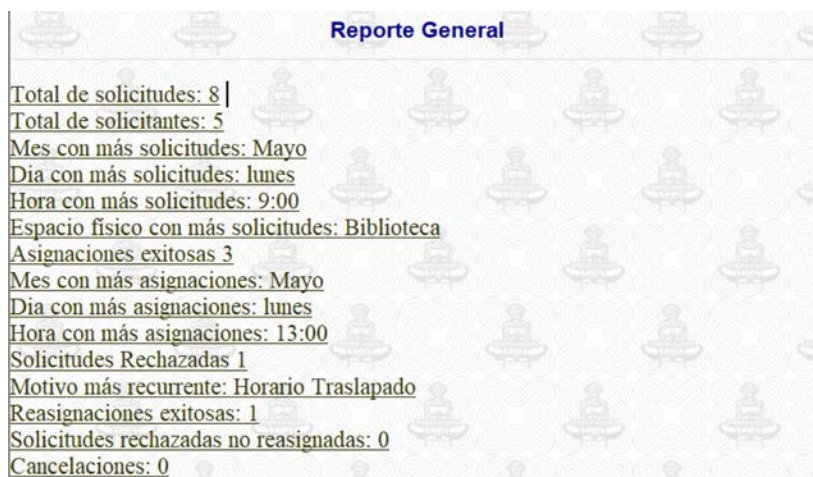 Reporte General
Total de solicitudes: 8
Total de solicitantes: 5
Mes con más solicitudes: Mayo
Dia con más solicitudes: lunes
Hora con más solicitudes: 9:00
Espacio físico con más solicitudes: Biblioteca
Asignaciones exitosas 3
Mes con más asignaciones: Mayo
Dia con más asignaciones: lunes
Hora con más asignaciones: 13:00
Solicitudes Rechazadas 1
Motivo más recurrente: Horario Traslapado
Reasignaciones exitosas: 1
Solicitudes rechazadas no reasignadas: 0
Cancelaciones: 0